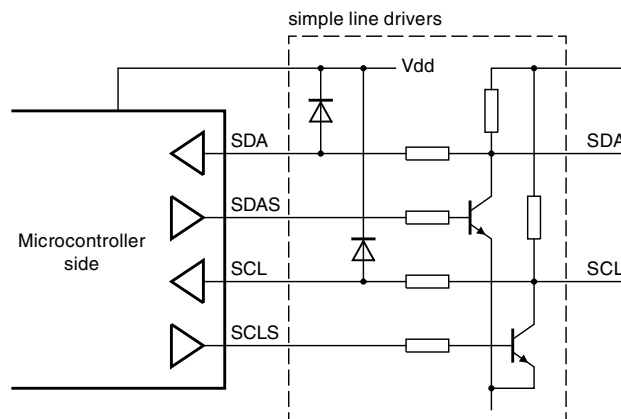 simple line drivers
Vdd
SDA
SDA
SDAS
Microcontroller
side
SCL
SCL
SCLS